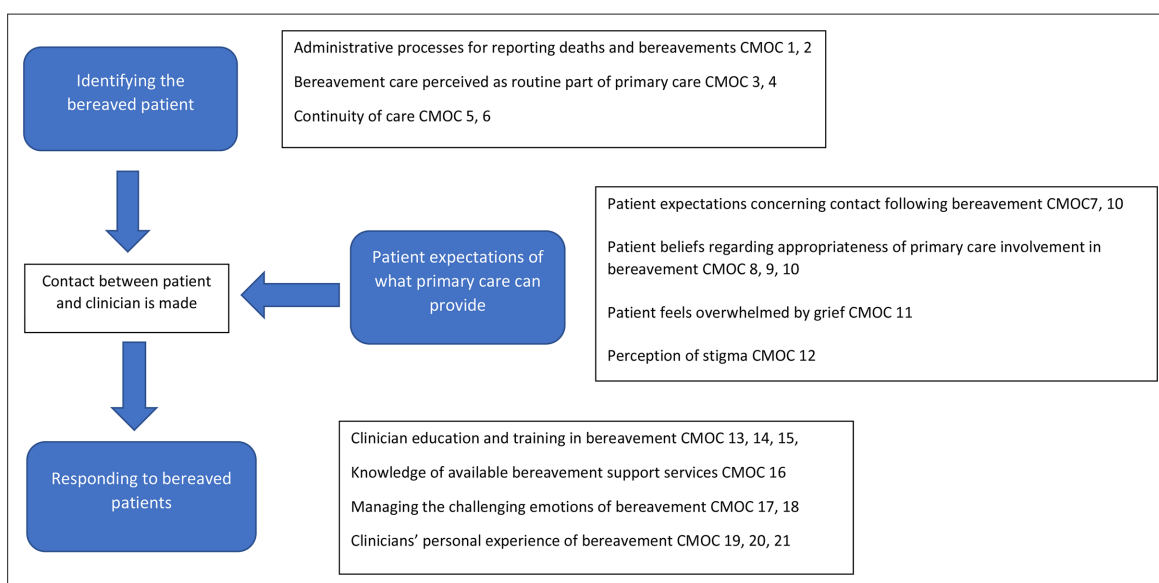 Identifying the
bereaved patient
Administrative processes for reporting deaths and bereavements CMOC 1, 2
Bereavement care perceived as routine part of primary care CMOC 3, 4
Continuity of care CMOC 5, 6
Contact between patient
and clinician is made
Patient expectations of
what primary care can
provide
Patient expectations concerning contact following bereavement CMOC7, 10
Patient beliefs regarding appropriateness of primary care involvement in
bereavement CMOC 8, 9, 10
Patient feels overwhelmed by grief CMOC 11
Perception of stigma CMOC 12
Responding to bereaved
patients
Clinician education and training in bereavement CMOC 13, 14, 15,
Knowledge of available bereavement support services CMOC 16
Managing the challenging emotions of bereavement CMOC 17, 18
Clinicians’ personal experience of bereavement CMOC 19, 20, 21